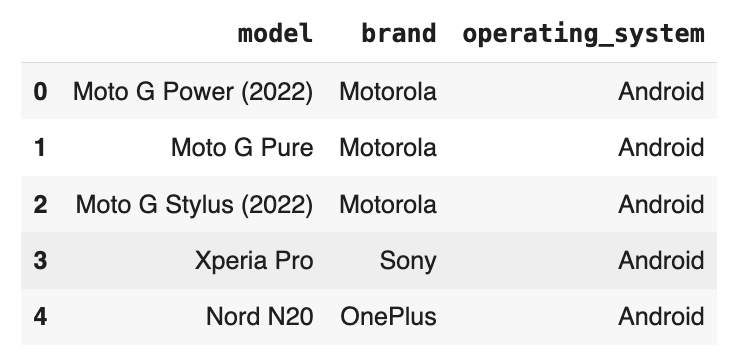 model brand operating_system
0 Moto G Power (2022) Motorola Android
1 Moto G Pure Motorola Android
2 Moto G Stylus (2022) Motorola Android
3 Xperia Pro Sony Android
4 Nord N20 OnePlus Android